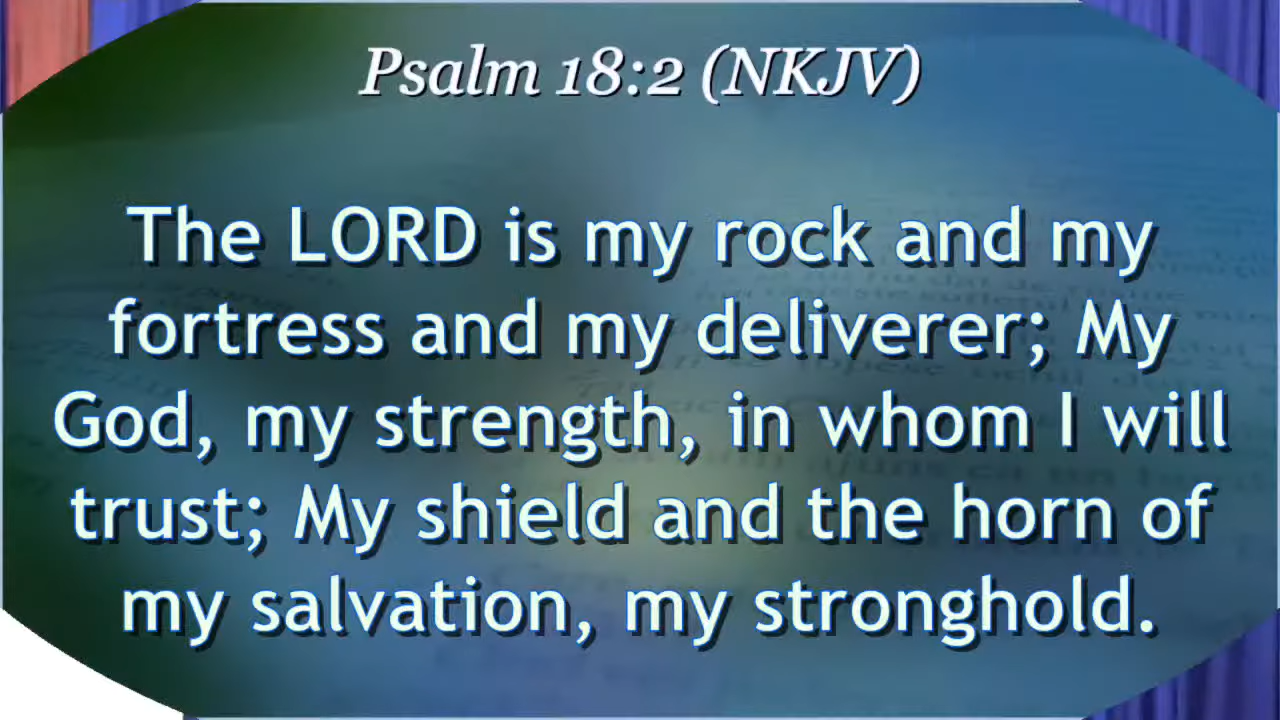 Psalm 18:2 (NKJV)
The LORD is my rock and my
fortress and my deliverer; My
God, my strength, in whom I will
trust; My shield and the horn of
my salvation, my stronghold.